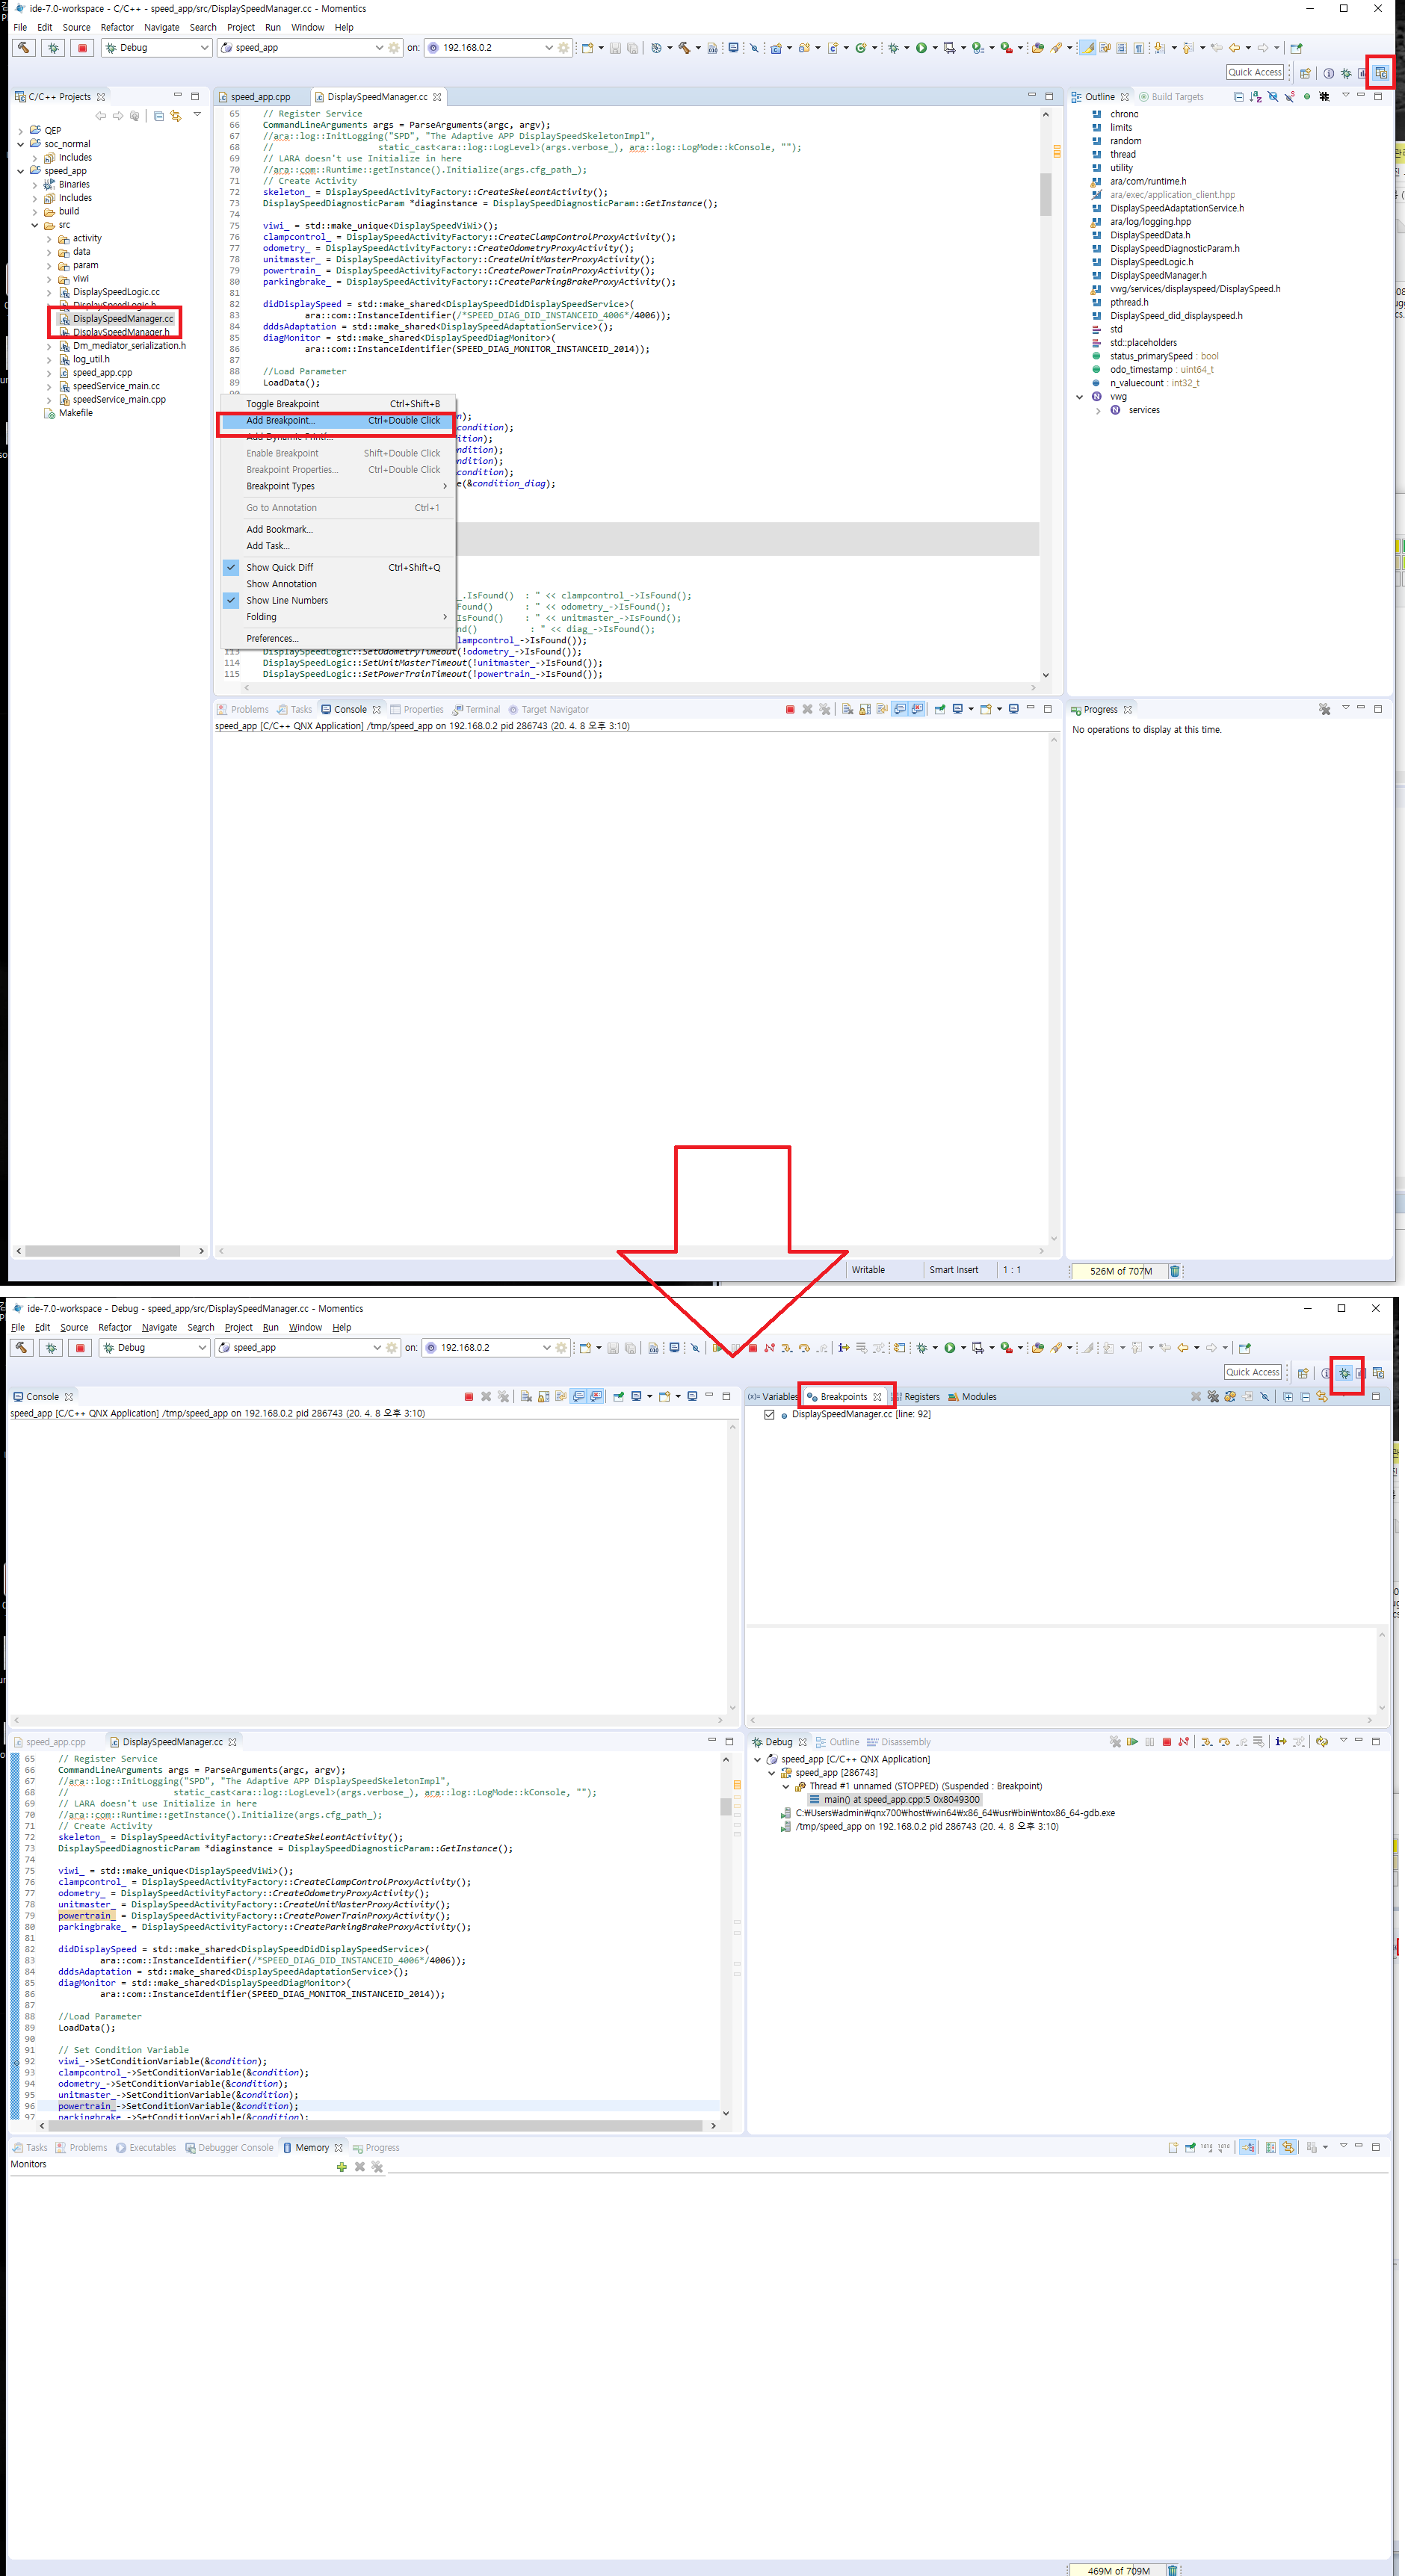 ide-7.0-workspace - C/C++ - speed_app/src/DisplaySpeedManager.cc - Momentics
File Edit Source Refactor Navigate Search Project Run Window Help
Debug speed_app on: 192.168.0.2
Quick Access
C/C++ Projects
QEP
soc_normal
Includes
speed_app
Binaries
Includes
build
src
activity
data
param
viwi
DisplaySpeedLogic.cc
DisplaySpeedLogic.h
DisplaySpeedManager.cc
DisplaySpeedManager.h
Dm_mediator_serialization.h
log_util.h
speed_app.cpp
speedService_main.cc
speedService_main.cpp
Makefile
speed_app.cpp DisplaySpeedManager.cc
65 // Register Service
66 CommandLineArguments args = ParseArguments(argc, argv);
67 //ara::log::InitLogging("SPD", "The Adaptive APP DisplaySpeedSkeletonImpl",
68 // static_cast<ara::log::LogLevel>(args.verbose_), ara::log::LogMode::kConsole, "");
69 // LARA doesn't use Initialize in here
70 //ara::com::Runtime::getInstance().Initialize(args.cfg_path_);
71 // Create Activity
72 skeleton_ = DisplaySpeedActivityFactory::CreateSkeleontActivity();
73 DisplaySpeedDiagnosticParam *diaginstance = DisplaySpeedDiagnosticParam::GetInstance();
74
75 viwi_ = std::make_unique<DisplaySpeedViWi>();
76 clampcontrol_ = DisplaySpeedActivityFactory::CreateClampControlProxyActivity();
77 odometry_ = DisplaySpeedActivityFactory::CreateOdometryProxyActivity();
78 unitmaster_ = DisplaySpeedActivityFactory::CreateUnitMasterProxyActivity();
79 powertrain_ = DisplaySpeedActivityFactory::CreatePowerTrainProxyActivity();
80 parkingbrake_ = DisplaySpeedActivityFactory::CreateParkingBrakeProxyActivity();
81
82 didDisplaySpeed = std::make_shared<DisplaySpeedDidDisplaySpeedService>(
83 ara::com::InstanceIdentifier(/*SPEED_DIAG_DID_INSTANCEID_4006*/4006));
84 dddsAdaptation = std::make_shared<DisplaySpeedAdaptationService>();
85 diagMonitor = std::make_shared<DisplaySpeedDiagMonitor>(
86 ara::com::InstanceIdentifier(SPEED_DIAG_MONITOR_INSTANCEID_2014));
87
88 //Load Parameter
89 LoadData();
Toggle Breakpoint Ctrl+Shift+B
Add Breakpoint... Ctrl+Double Click
Add Dynamic Printf...
Enable Breakpoint Shift+Double Click
Breakpoint Properties... Ctrl+Double Click
Breakpoint Types
Go to Annotation Ctrl+1
Add Bookmark...
Add Task...
Show Quick Diff Ctrl+Shift+Q
Show Annotation
Show Line Numbers
Folding
Preferences...
n);
condition);
ition);
ondition);
ondition);
condition);
e(&condition_diag);
_.IsFound() : " << clampcontrol_->IsFound();
Found() : " << odometry_->IsFound();
IsFound() : " << unitmaster_->IsFound();
nd() : " << diag_->IsFound();
lampcontrol_->IsFound());
113 DisplaySpeedLogic::SetOdometryTimeout(!odometry_->IsFound());
114 DisplaySpeedLogic::SetUnitMasterTimeout(!unitmaster_->IsFound());
115 DisplaySpeedLogic::SetPowerTrainTimeout(!powertrain_->IsFound());
Outline Build Targets
chrono
limits
random
thread
utility
ara/com/runtime.h
ara/exec/application_client.hpp
DisplaySpeedAdaptationService.h
ara/log/logging.hpp
DisplaySpeedData.h
DisplaySpeedDiagnosticParam.h
DisplaySpeedLogic.h
DisplaySpeedManager.h
vwg/services/displayspeed/DisplaySpeed.h
pthread.h
DisplaySpeed_did_displayspeed.h
std
std::placeholders
status_primarySpeed : bool
odo_timestamp : uint64_t
n_valuecount : int32_t
vwg
services
Problems Tasks Console Properties Terminal Target Navigator
speed_app [C/C++ QNX Application] /tmp/speed_app on 192.168.0.2 pid 286743 (20. 4. 8 오후 3:10)
Progress
No operations to display at this time.
Writable Smart Insert 1 : 1 526M of 707M
ide-7.0-workspace - Debug - speed_app/src/DisplaySpeedManager.cc - Momentics
File Edit Source Refactor Navigate Search Project Run Window Help
Debug speed_app on: 192.168.0.2
Quick Access
Console
speed_app [C/C++ QNX Application] /tmp/speed_app on 192.168.0.2 pid 286743 (20. 4. 8 오후 3:10)
(x)= Variables Breakpoints Registers Modules
DisplaySpeedManager.cc [line: 92]
speed_app.cpp DisplaySpeedManager.cc
65 // Register Service
66 CommandLineArguments args = ParseArguments(argc, argv);
67 //ara::log::InitLogging("SPD", "The Adaptive APP DisplaySpeedSkeletonImpl",
68 // static_cast<ara::log::LogLevel>(args.verbose_), ara::log::LogMode::kConsole, "");
69 // LARA doesn't use Initialize in here
70 //ara::com::Runtime::getInstance().Initialize(args.cfg_path_);
71 // Create Activity
72 skeleton_ = DisplaySpeedActivityFactory::CreateSkeleontActivity();
73 DisplaySpeedDiagnosticParam *diaginstance = DisplaySpeedDiagnosticParam::GetInstance();
74
75 viwi_ = std::make_unique<DisplaySpeedViWi>();
76 clampcontrol_ = DisplaySpeedActivityFactory::CreateClampControlProxyActivity();
77 odometry_ = DisplaySpeedActivityFactory::CreateOdometryProxyActivity();
78 unitmaster_ = DisplaySpeedActivityFactory::CreateUnitMasterProxyActivity();
79 powertrain_ = DisplaySpeedActivityFactory::CreatePowerTrainProxyActivity();
80 parkingbrake_ = DisplaySpeedActivityFactory::CreateParkingBrakeProxyActivity();
81
82 didDisplaySpeed = std::make_shared<DisplaySpeedDidDisplaySpeedService>(
83 ara::com::InstanceIdentifier(/*SPEED_DIAG_DID_INSTANCEID_4006*/4006));
84 dddsAdaptation = std::make_shared<DisplaySpeedAdaptationService>();
85 diagMonitor = std::make_shared<DisplaySpeedDiagMonitor>(
86 ara::com::InstanceIdentifier(SPEED_DIAG_MONITOR_INSTANCEID_2014));
87
88 //Load Parameter
89 LoadData();
90
91 // Set Condition Variable
92 viwi_->SetConditionVariable(&condition);
93 clampcontrol_->SetConditionVariable(&condition);
94 odometry_->SetConditionVariable(&condition);
95 unitmaster_->SetConditionVariable(&condition);
96 powertrain_->SetConditionVariable(&condition);
97 parkingbrake_->SetConditionVariable(&condition);
Debug Outline Disassembly
speed_app [C/C++ QNX Application]
speed_app [286743]
Thread #1 unnamed (STOPPED) (Suspended : Breakpoint)
main() at speed_app.cpp:5 0x8049300
C:₩Users₩admin₩qnx700₩host₩win64₩x86_64₩usr₩bin₩ntox86_64-gdb.exe
/tmp/speed_app on 192.168.0.2 pid 286743 (20. 4. 8 오후 3:10)
Tasks Problems Executables Debugger Console Memory Progress
Monitors
469M of 709M